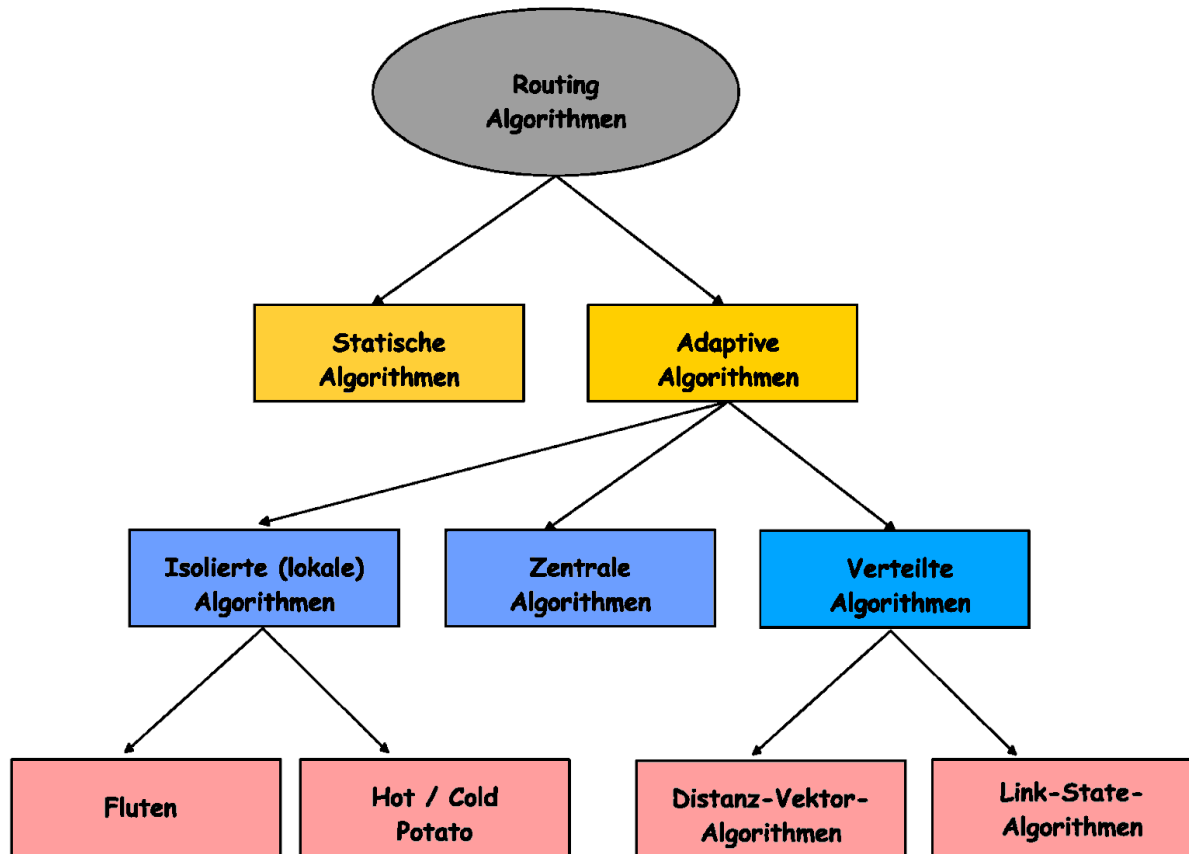 Routing
Algorithmen
Statische
Algorithmen
Adaptive
Algorithmen
Isolierte (lokale)
Algorithmen
Zentrale
Algorithmen
Verteilte
Algorithmen
Fluten
Hot / Cold
Potato
Distanz-Vektor-
Algorithmen
Link-State-
Algorithmen